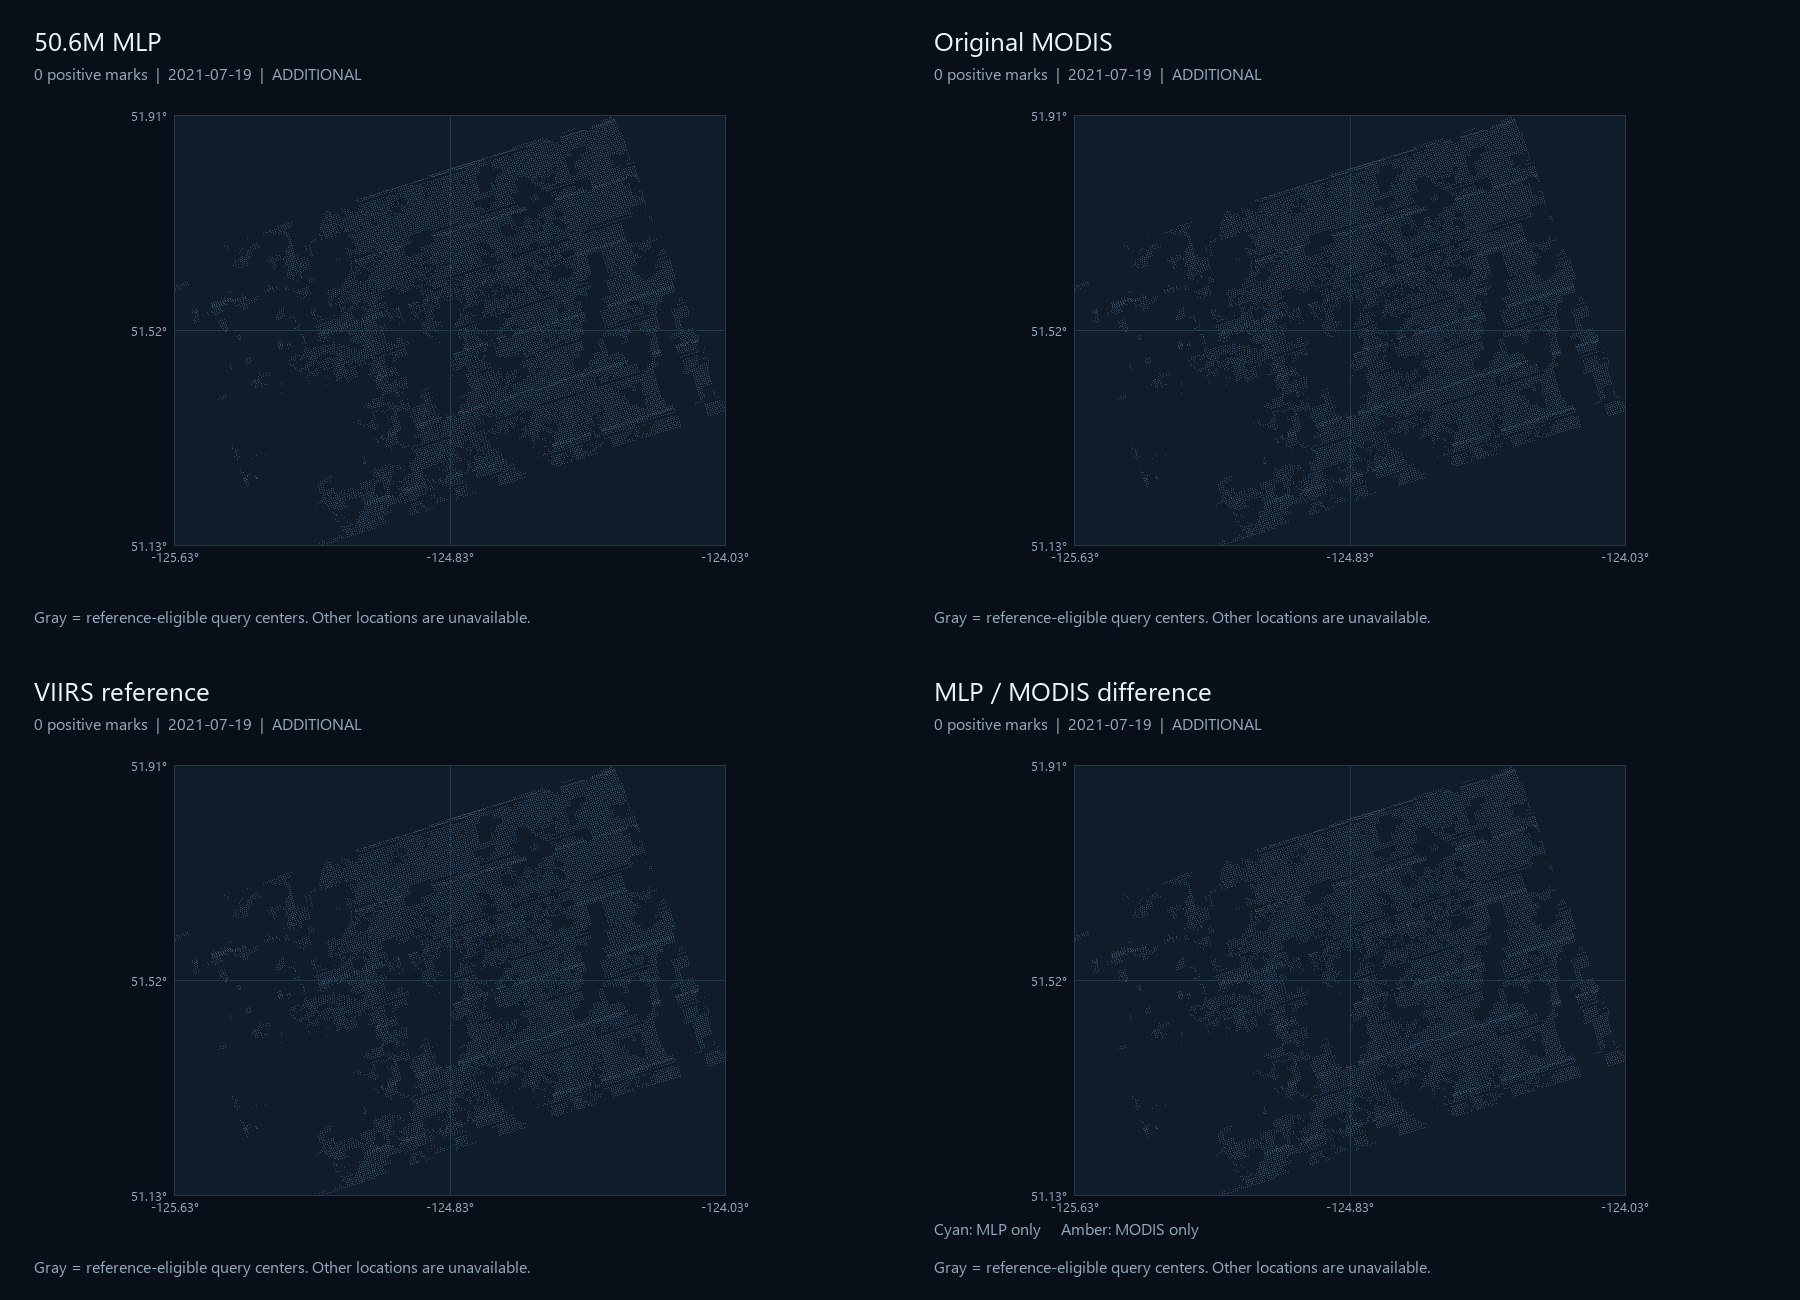 50.6M MLP
0 positive marks | 2021-07-19 | ADDITIONAL
51.91°
51.52°
51.13°
-125.63°
-124.83°
-124.03°
Gray = reference-eligible query centers. Other locations are unavailable.
Original MODIS
0 positive marks | 2021-07-19 | ADDITIONAL
51.91°
51.52°
51.13°
-125.63°
-124.83°
-124.03°
Gray = reference-eligible query centers. Other locations are unavailable.
VIIRS reference
0 positive marks | 2021-07-19 | ADDITIONAL
51.91°
51.52°
51.13°
-125.63°
-124.83°
-124.03°
Gray = reference-eligible query centers. Other locations are unavailable.
MLP / MODIS difference
0 positive marks | 2021-07-19 | ADDITIONAL
51.91°
51.52°
51.13°
-125.63°
-124.83°
-124.03°
Cyan: MLP only Amber: MODIS only
Gray = reference-eligible query centers. Other locations are unavailable.